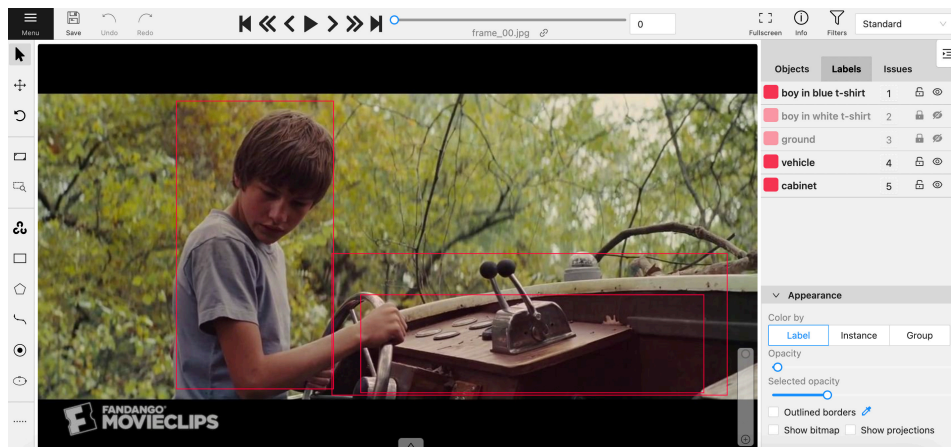 Menu
Save
Undo
Redo
frame_00.jpg
0
Fullscreen
Info
Filters
Standard
Objects
Labels
Issues
boy in blue t-shirt 1
boy in white t-shirt 2
ground 3
vehicle 4
cabinet 5
Appearance
Color by
Label
Instance
Group
Opacity
Selected opacity
Outlined borders
Show bitmap
Show projections
FANDANGO
MOVIECLIPS